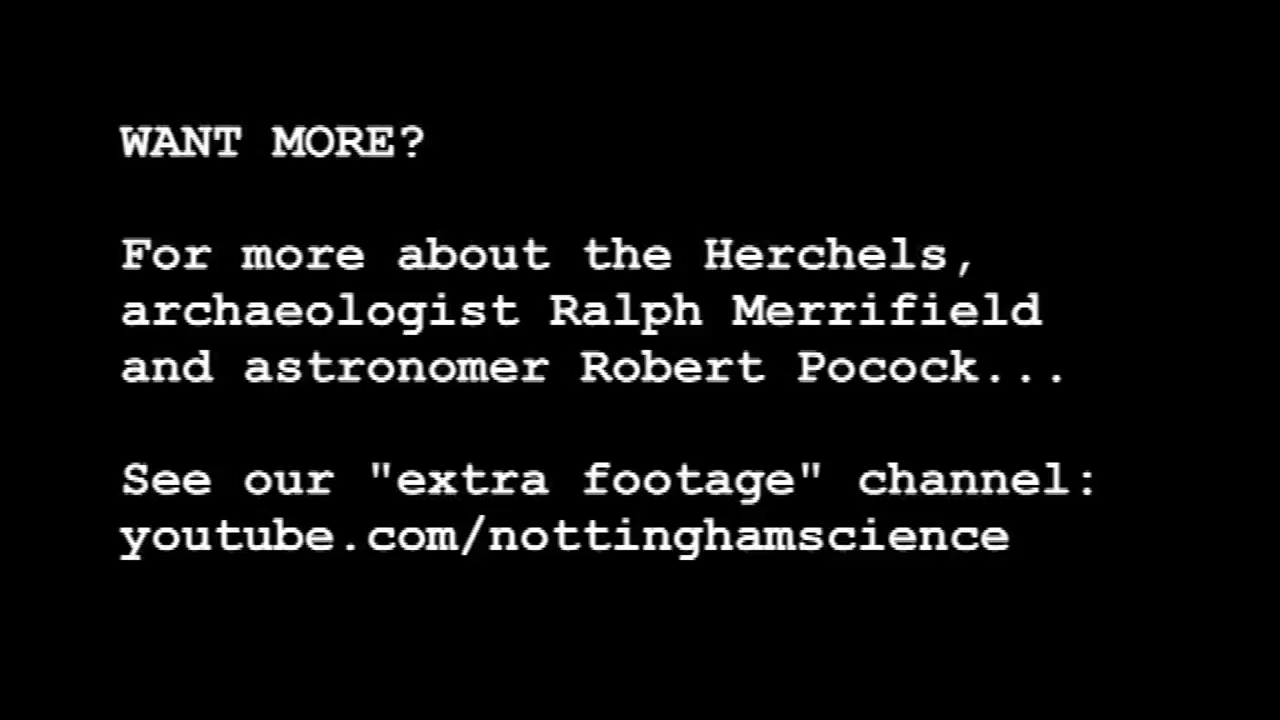 WANT MORE?
For more about the Herchels,
archaeologist Ralph Merrifield
and astronomer Robert Pocock...
See our "extra footage" channel:
youtube.com/nottinghamscience